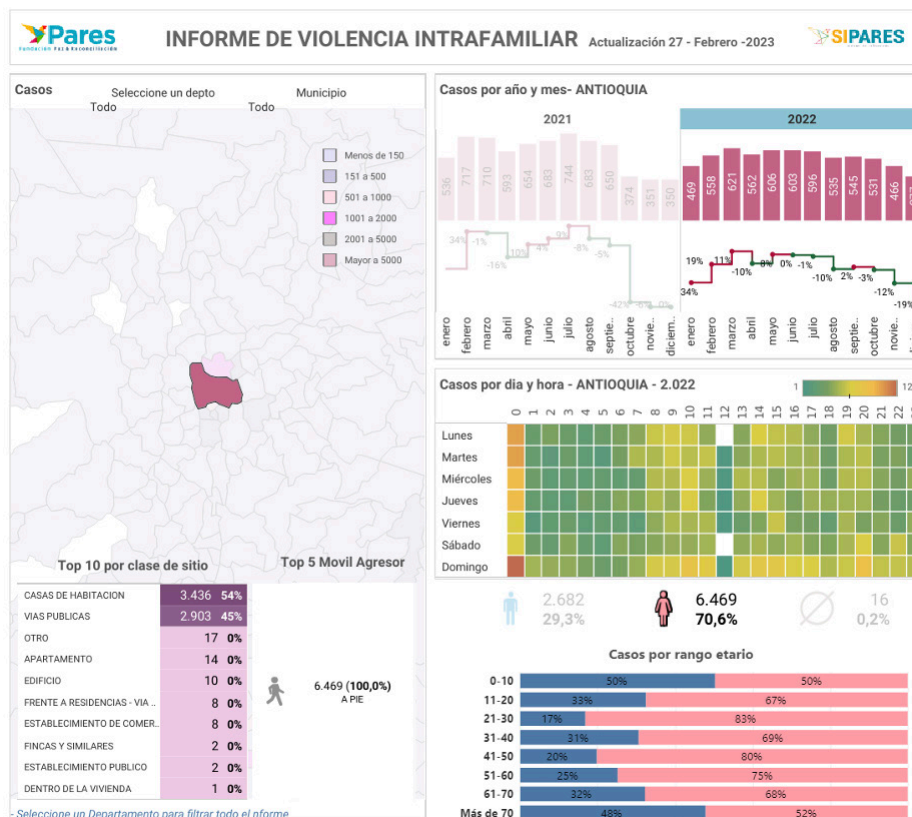 Pares
FUNDACIÓN PAZ & RECONCILIACIÓN
INFORME DE VIOLENCIA INTRAFAMILIAR Actualización 27 - Febrero -2023
SIPARES
Casos
Seleccione un depto
Municipio
Todo
Todo
Menos de 150
151 a 500
501 a 1000
1001 a 2000
2001 a 5000
Mayor a 5000
Top 10 por clase de sitio
CASAS DE HABITACION 3.436 54%
VIAS PUBLICAS 2.903 45%
OTRO 17 0%
APARTAMENTO 14 0%
EDIFICIO 10 0%
FRENTE A RESIDENCIAS - VIA .. 8 0%
ESTABLECIMIENTO DE COMER.. 8 0%
FINCAS Y SIMILARES 2 0%
ESTABLECIMIENTO PUBLICO 2 0%
DENTRO DE LA VIVIENDA 1 0%
Top 5 Movil Agresor
6.469 (100,0%)
A PIE
- Seleccione un Departamento para filtrar todo el nforme
Casos por año y mes- ANTIOQUIA
2021 2022
536 717 710 593 654 683 744 683 650 374 351 350 469 558 621 562 606 603 596 535 545 531 466
34% -1% -16% 10% 4% 9% -8% -5% -42% -6% 0% 34% 19% 11% -10% 8% 0% -1% -10% 2% -3% -12% -19%
enero febrero marzo abril mayo junio julio agosto septie.. octubre novie.. diciem.. enero febrero marzo abril mayo junio julio agosto septie.. octubre novie..
Casos por dia y hora - ANTIOQUIA - 2.022
1 12
0 1 2 3 4 5 6 7 8 9 10 11 12 13 14 15 16 17 18 19 20 21 22
Lunes
Martes
Miércoles
Jueves
Viernes
Sábado
Domingo
2.682
29,3%
6.469
70,6%
16
0,2%
Casos por rango etario
0-10 50% 50%
11-20 33% 67%
21-30 17% 83%
31-40 31% 69%
41-50 20% 80%
51-60 25% 75%
61-70 32% 68%
Más de 70 48% 52%